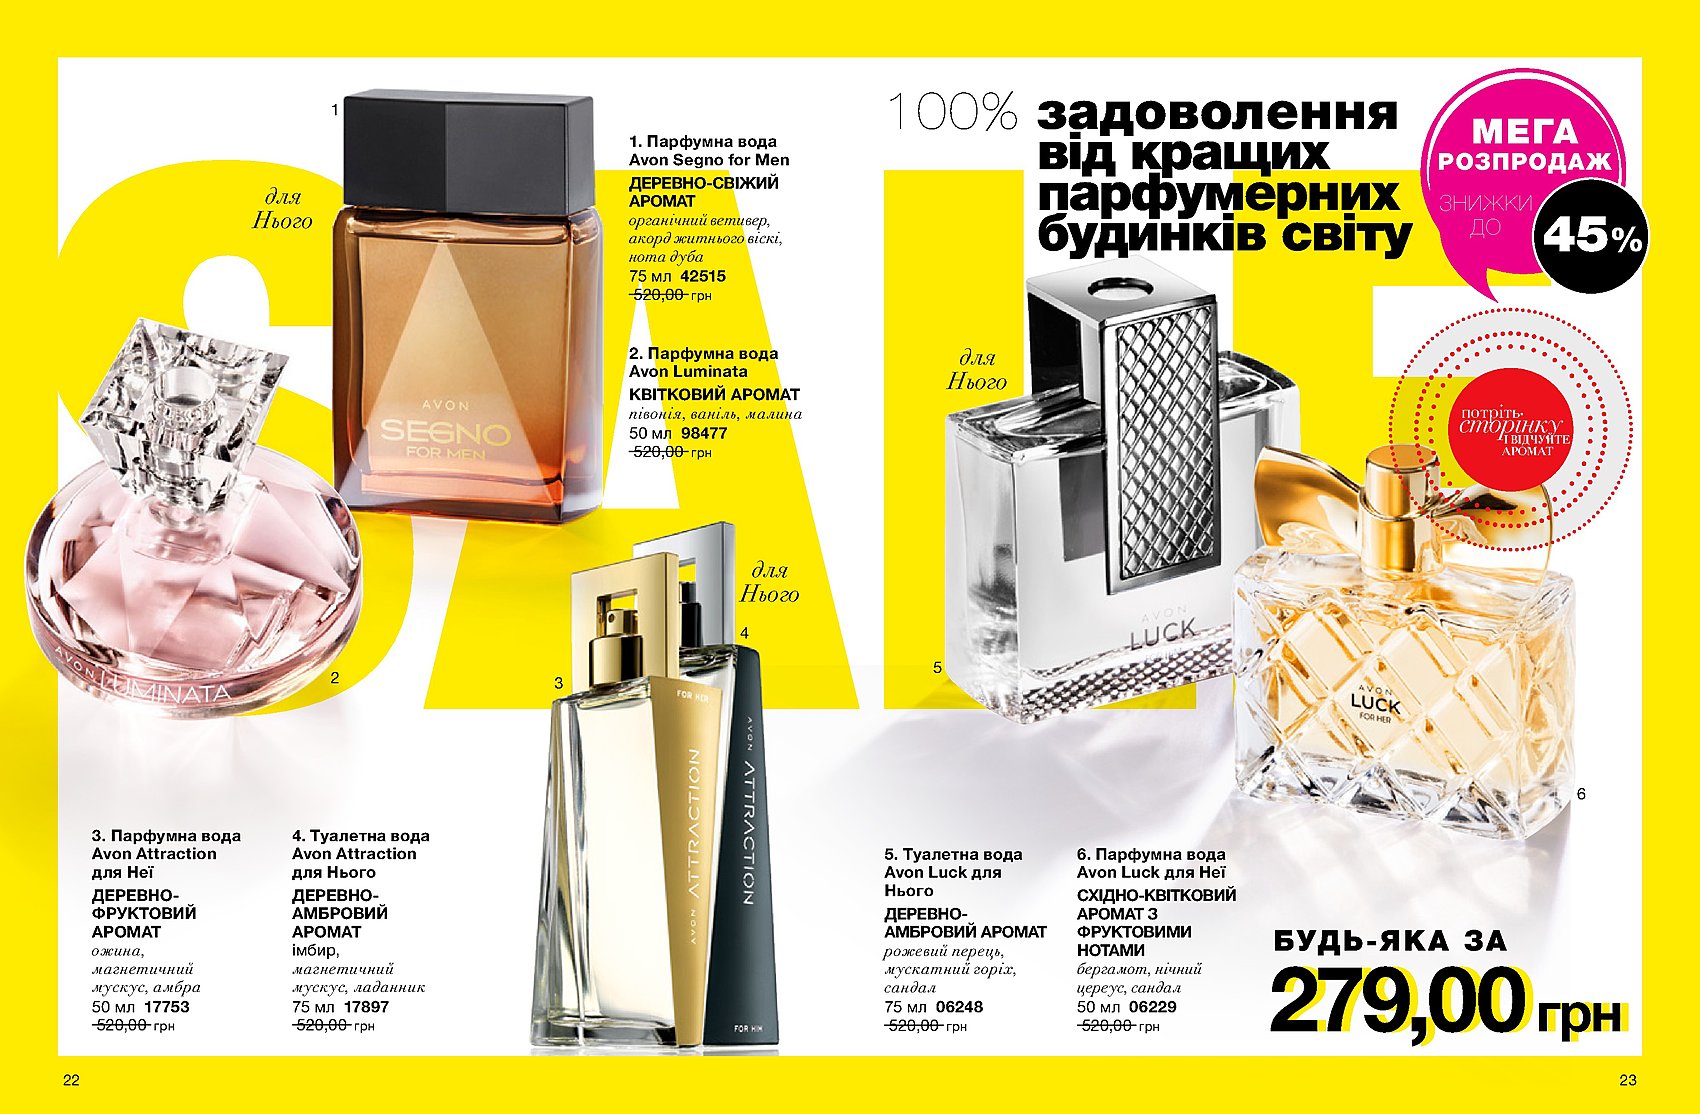 SALE
1
для
Нього
AVON
SEGNO
FOR MEN
1. Парфумна вода
Avon Segno for Men
ДЕРЕВНО-СВІЖИЙ
АРОМАТ
органічний ветивер,
акорд житнього віскі,
нота дуба
75 мл 42515
520,00 грн
2. Парфумна вода
Avon Luminata
КВІТКОВИЙ АРОМАТ
півонія, ваніль, малина
50 мл 98477
520,00 грн
AVON LUMINATA
2
для
Нього
4
3
FOR HER
AVON ATTRACTION
AVON ATTRACTION
FOR HIM
3. Парфумна вода
Avon Attraction
для Неї
ДЕРЕВНО-
ФРУКТОВИЙ
АРОМАТ
ожина,
магнетичний
мускус, амбра
50 мл 17753
520,00 грн
4. Туалетна вода
Avon Attraction
для Нього
ДЕРЕВНО-
АМБРОВИЙ
АРОМАТ
імбир,
магнетичний
мускус, ладанник
75 мл 17897
520,00 грн
22
100% задоволення
від кращих
парфумерних
будинків світу
МЕГА
РОЗПРОДАЖ
ЗНИЖКИ
ДО
45%
потріть
сторінку
І ВІДЧУЙТЕ
АРОМАТ
для
Нього
AVON
LUCK
5
AVON
LUCK
FOR HER
6
5. Туалетна вода
Avon Luck для
Нього
ДЕРЕВНО-
АМБРОВИЙ АРОМАТ
рожевий перець,
мускатний горіх,
сандал
75 мл 06248
520,00 грн
6. Парфумна вода
Avon Luck для Неї
СХІДНО-КВІТКОВИЙ
АРОМАТ З
ФРУКТОВИМИ
НОТАМИ
бергамот, нічний
цереус, сандал
50 мл 06229
520,00 грн
БУДЬ-ЯКА ЗА
279,00 грн
23